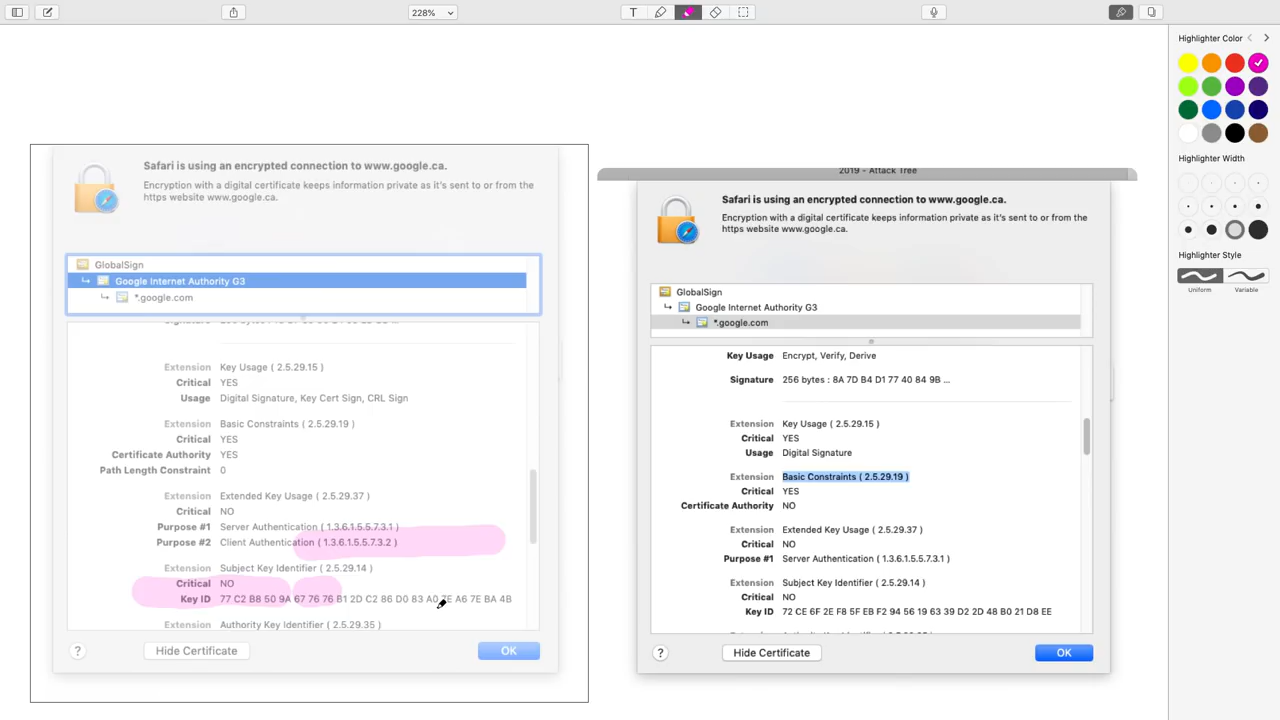 228%
T
Highlighter Color
Safari is using an encrypted connection to www.google.ca.
Encryption with a digital certificate keeps information private as it's sent to or from the
https website www.google.ca.
GlobalSign
Google Internet Authority G3
*.google.com
Extension Key Usage ( 2.5.29.15 )
Critical YES
Usage Digital Signature, Key Cert Sign, CRL Sign
Extension Basic Constraints ( 2.5.29.19 )
Critical YES
Certificate Authority YES
Path Length Constraint 0
Extension Extended Key Usage ( 2.5.29.37 )
Critical NO
Purpose #1 Server Authentication ( 1.3.6.1.5.5.7.3.1 )
Purpose #2 Client Authentication ( 1.3.6.1.5.5.7.3.2 )
Extension Subject Key Identifier ( 2.5.29.14 )
Critical NO
Key ID 77 C2 B8 50 9A 67 76 76 B1 2D C2 86 D0 83 A0 7E A6 7E BA 4B
Extension Authority Key Identifier ( 2.5.29.35 )
? Hide Certificate OK
2019 - Attack Tree
Safari is using an encrypted connection to www.google.ca.
Encryption with a digital certificate keeps information private as it's sent to or from the
https website www.google.ca.
GlobalSign
Google Internet Authority G3
*.google.com
Key Usage Encrypt, Verify, Derive
Signature 256 bytes : 8A 7D B4 D1 77 40 84 9B ...
Extension Key Usage ( 2.5.29.15 )
Critical YES
Usage Digital Signature
Extension Basic Constraints ( 2.5.29.19 )
Critical YES
Certificate Authority NO
Extension Extended Key Usage ( 2.5.29.37 )
Critical NO
Purpose #1 Server Authentication ( 1.3.6.1.5.5.7.3.1 )
Extension Subject Key Identifier ( 2.5.29.14 )
Critical NO
Key ID 72 CE 6F 2E F8 5F EB F2 94 56 19 63 39 D2 2D 48 B0 21 D8 EE
? Hide Certificate OK
Highlighter Width
Highlighter Style
Uniform Variable